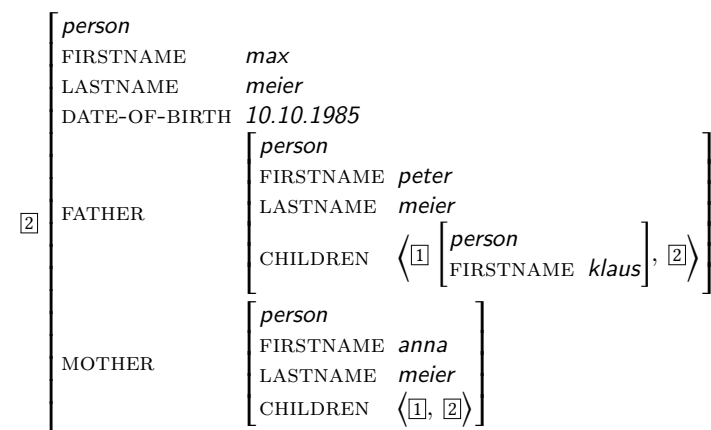 person
FIRSTNAME max
LASTNAME meier
DATE-OF-BIRTH 10.10.1985
2 FATHER person
FIRSTNAME peter
LASTNAME meier
CHILDREN ⟨ 1 person
FIRSTNAME klaus , 2 ⟩
MOTHER person
FIRSTNAME anna
LASTNAME meier
CHILDREN ⟨ 1 , 2 ⟩